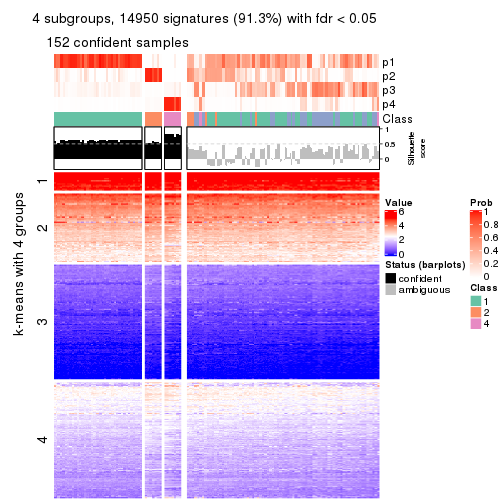 4 subgroups, 14950 signatures (91.3%) with fdr < 0.05
152 confident samples
p1
p2
p3
p4
Class
1
0.5
0
Silhouette
score
k-means with 4 groups
1
2
3
4
Value
6
4
2
0
Status (barplots)
confident
ambiguous
Prob
1
0.8
0.6
0.4
0.2
0
Class
1
2
4